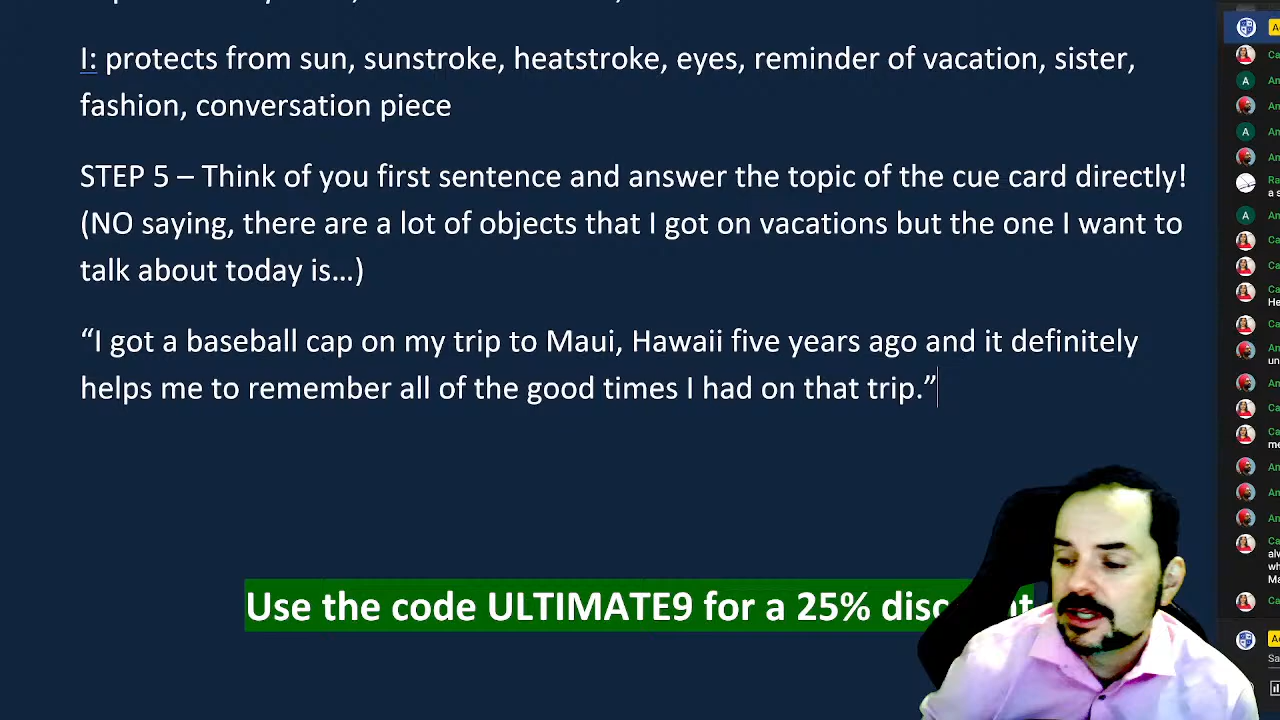 I: protects from sun, sunstroke, heatstroke, eyes, reminder of vacation, sister,
fashion, conversation piece
STEP 5 – Think of you first sentence and answer the topic of the cue card directly!
(NO saying, there are a lot of objects that I got on vacations but the one I want to
talk about today is…)
“I got a baseball cap on my trip to Maui, Hawaii five years ago and it definitely
helps me to remember all of the good times I had on that trip.”
Use the code ULTIMATE9 for a 25%